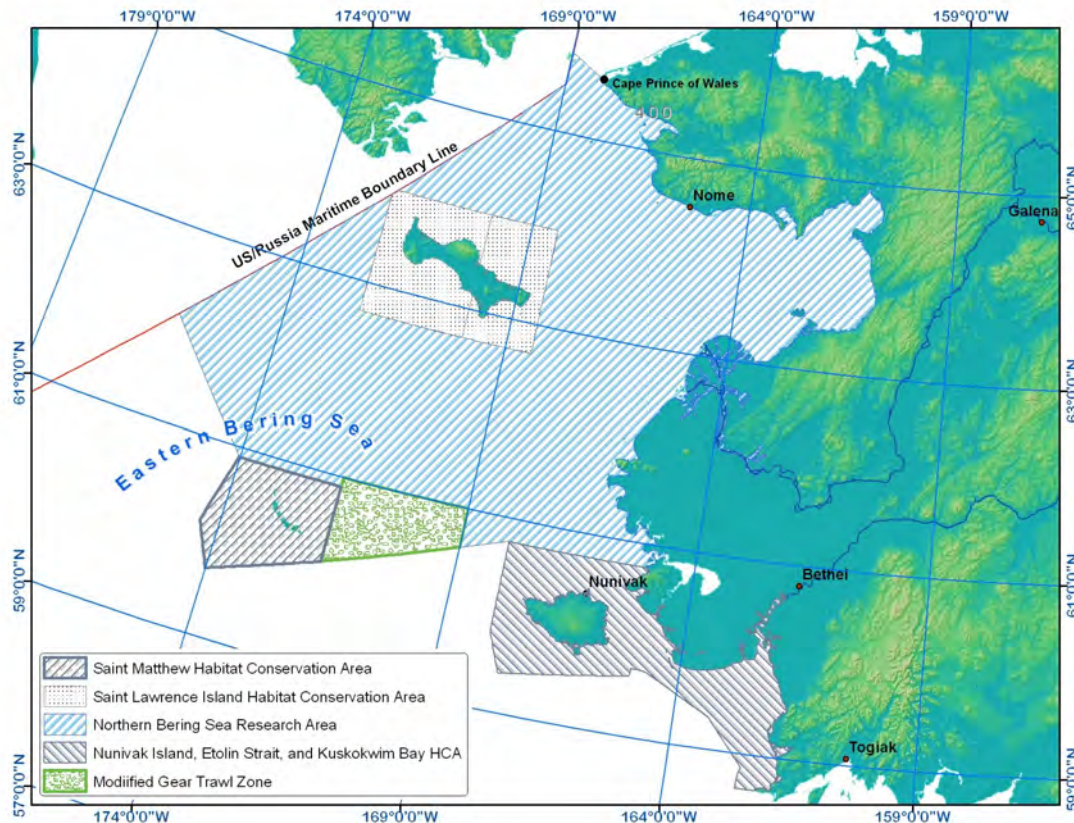 179°0'0"W
174°0'0"W
169°0'0"W
164°0'0"W
159°0'0"W
Cape Prince of Wales
400
US/Russia Maritime Boundary Line
Nome
Galena
63°0'0"N
65°0'0"N
61°0'0"N
63°0'0"N
Eastern Bering Sea
59°0'0"N
61°0'0"N
Nunivak
Bethei
Saint Matthew Habitat Conservation Area
Saint Lawrence Island Habitat Conservation Area
Northern Bering Sea Research Area
Nunivak Island, Etolin Strait, and Kuskokwim Bay HCA
Modiified Gear Trawl Zone
Togiak
57°0'0"N
59°0'0"N
174°0'0"W
169°0'0"W
164°0'0"W
159°0'0"W